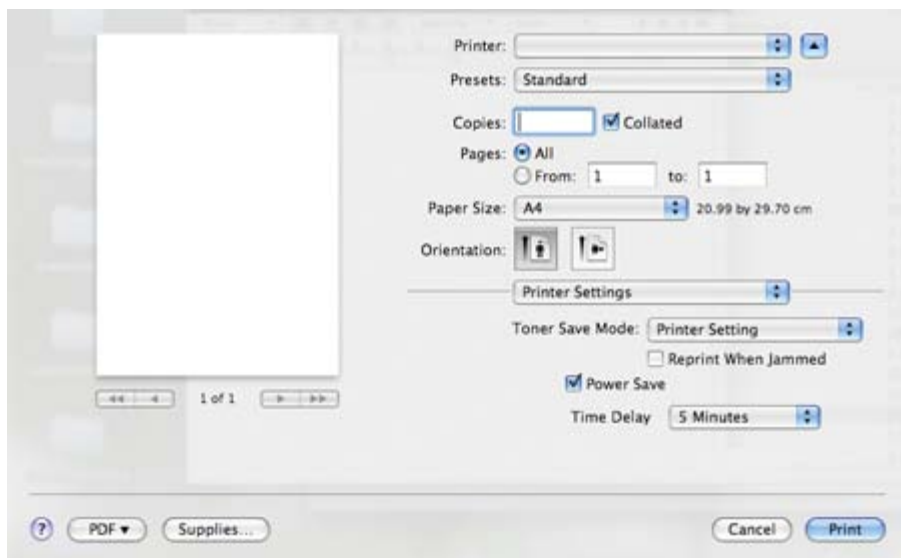 Printer:
Presets: Standard
Copies: Collated
Pages: All
From: 1 to: 1
Paper Size: A4 20.99 by 29.70 cm
Orientation:
Printer Settings
Toner Save Mode: Printer Setting
Reprint When Jammed
1 of 1 Power Save
Time Delay 5 Minutes
? PDF Supplies... Cancel Print